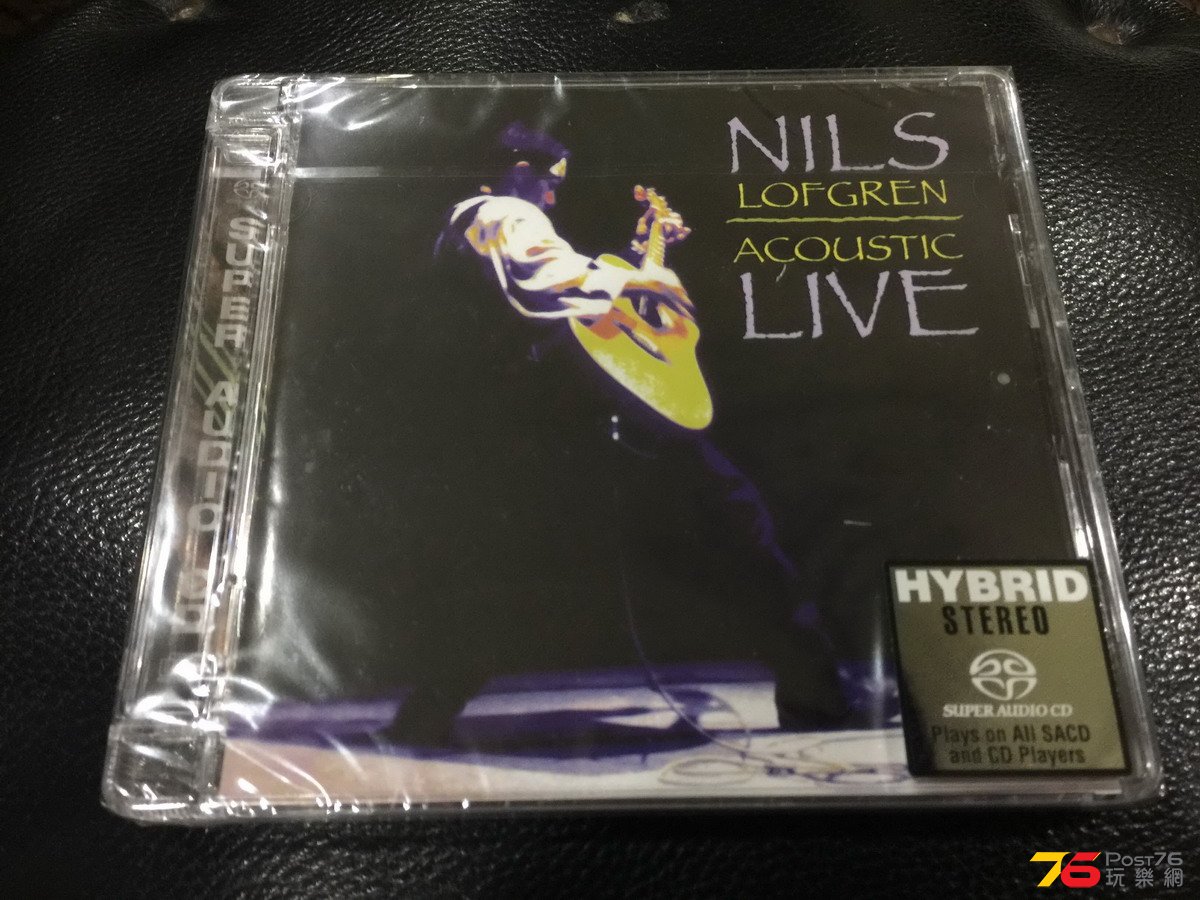 NILS
LOFGREN
ACOUSTIC
LIVE
SUPER AUDIO CD
HYBRID
STEREO
SUPER AUDIO CD
Plays on All SACD
and CD Players
76 POST76
玩樂網